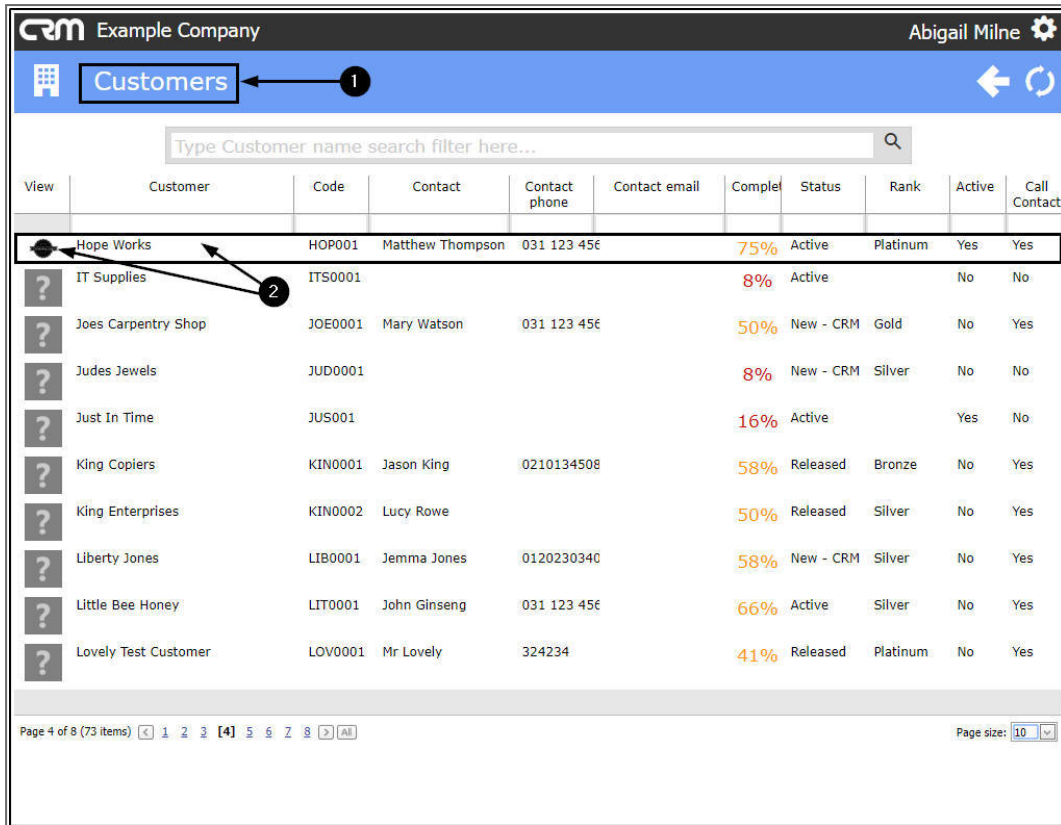 CRM Example Company Abigail Milne
Customers 1
Type Customer name search filter here...
View Customer Code Contact Contact phone Contact email Complet Status Rank Active Call Contact
Hope Works HOP001 Matthew Thompson 031 123 456 75% Active Platinum Yes Yes
2
IT Supplies ITS0001 8% Active No No
Joes Carpentry Shop JOE0001 Mary Watson 031 123 456 50% New - CRM Gold No Yes
Judes Jewels JUD0001 8% New - CRM Silver No No
Just In Time JUS001 16% Active Yes No
King Copiers KIN0001 Jason King 0210134508 58% Released Bronze No Yes
King Enterprises KIN0002 Lucy Rowe 50% Released Silver No Yes
Liberty Jones LIB0001 Jemma Jones 0120230340 58% New - CRM Silver No Yes
Little Bee Honey LIT0001 John Ginseng 031 123 456 66% Active Silver No Yes
Lovely Test Customer LOV0001 Mr Lovely 324234 41% Released Platinum No Yes
Page 4 of 8 (73 items) < 1 2 3 [4] 5 6 7 8 > All Page size: 10